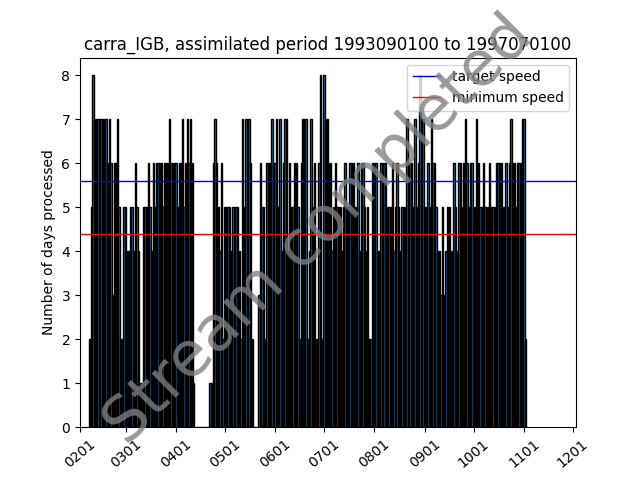 carra_IGB, assimilated period 1993090100 to 1997070100
target speed
minimum speed
Stream completed
Number of days processed
8
7
6
5
4
3
2
1
0
0201 0301 0401 0501 0601 0701 0801 0901 1001 1101 1201